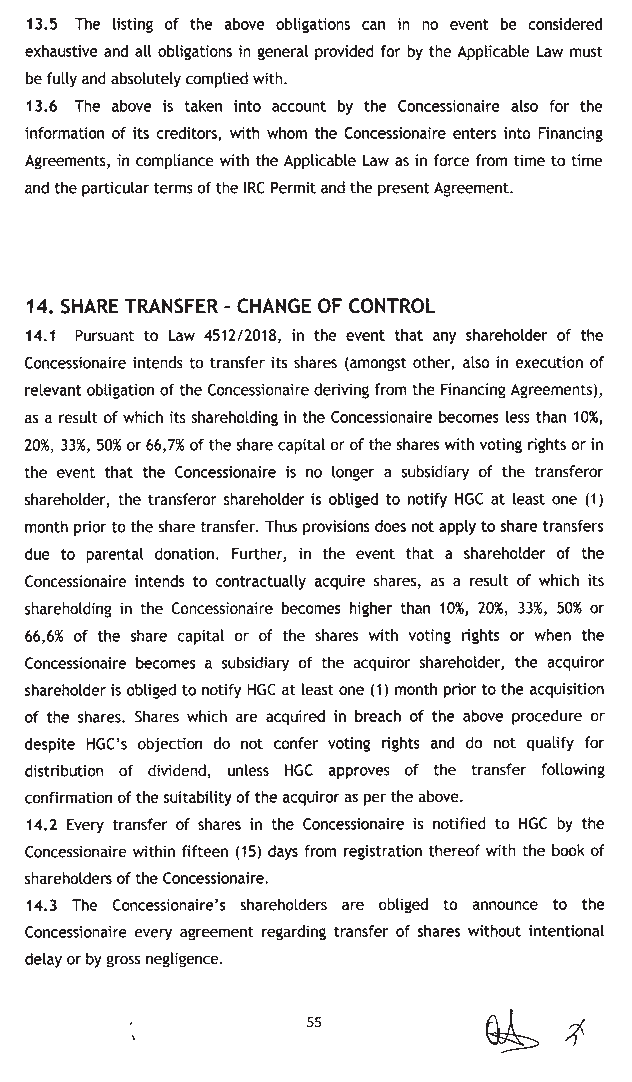 13.5 The listing of the above obligations can in no event be considered
exhaustive and all obligations in general provided for by the Applicable Law must
be fully and absolutely complied with.
13.6 The above is taken into account by the Concessionaire also for the
information of its creditors, with whom the Concessionaire enters into Financing
Agreements, in compliance with the Applicable Law as in force from time to time
and the particular terms of the IRC Permit and the present Agreement.
14. SHARE TRANSFER - CHANGE OF CONTROL
14.1 Pursuant to Law 4512/2018, in the event that any shareholder of the
Concessionaire intends to transfer its shares (amongst other, also in execution of
relevant obligation of the Concessionaire deriving from the Financing Agreements),
as a result of which its shareholding in the Concessionaire becomes less than 10%,
20%, 33%, 50% or 66,7% of the share capital or of the shares with voting rights or in
the event that the Concessionaire is no longer a subsidiary of the transferor
shareholder, the transferor shareholder is obliged to notify HGC at least one (1)
month prior to the share transfer. Thus provisions does not apply to share transfers
due to parental donation. Further, in the event that a shareholder of the
Concessionaire intends to contractually acquire shares, as a result of which its
shareholding in the Concessionaire becomes higher than 10%, 20%, 33%, 50% or
66,6% of the share capital or of the shares with voting rights or when the
Concessionaire becomes a subsidiary of the acquiror shareholder, the acquiror
shareholder is obliged to notify HGC at least one (1) month prior to the acquisition
of the shares. Shares which are acquired in breach of the above procedure or
despite HGC's objection do not confer voting rights and do not qualify for
distribution of dividend, unless HGC approves of the transfer following
confirmation of the suitability of the acquiror as per the above.
14.2 Every transfer of shares in the Concessionaire is notified to HGC by the
Concessionaire within fifteen (15) days from registration thereof with the book of
shareholders of the Concessionaire.
14.3 The Concessionaire's shareholders are obliged to announce to the
Concessionaire every agreement regarding transfer of shares without intentional
delay or by gross negligence.
55